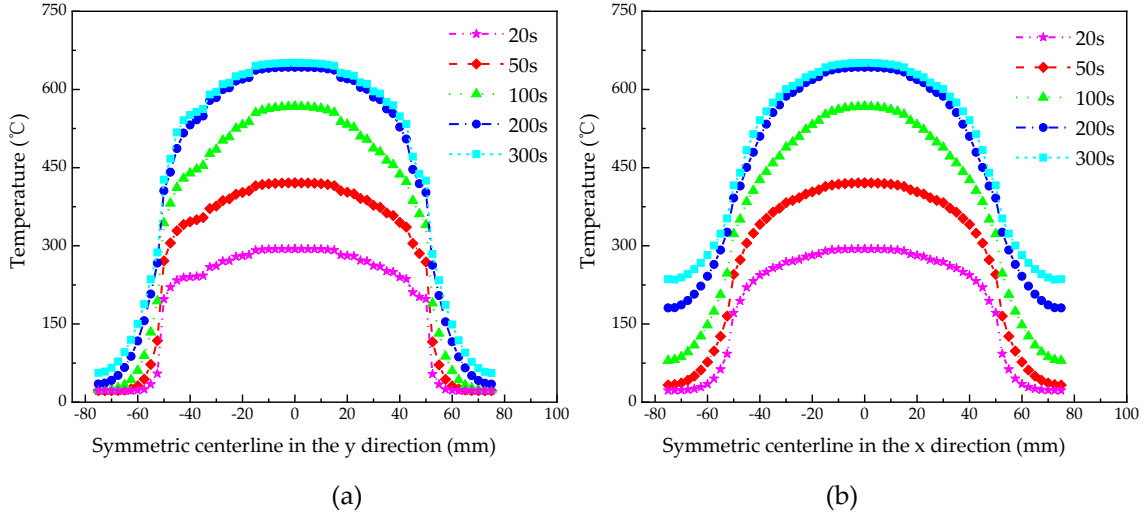 750
600
450
300
150
0
Temperature (℃)
-80 -60 -40 -20 0 20 40 60 80 100
Symmetric centerline in the y direction (mm)
20s
50s
100s
200s
300s
(a)
750
600
450
300
150
0
Temperature (℃)
-80 -60 -40 -20 0 20 40 60 80 100
Symmetric centerline in the x direction (mm)
20s
50s
100s
200s
300s
(b)